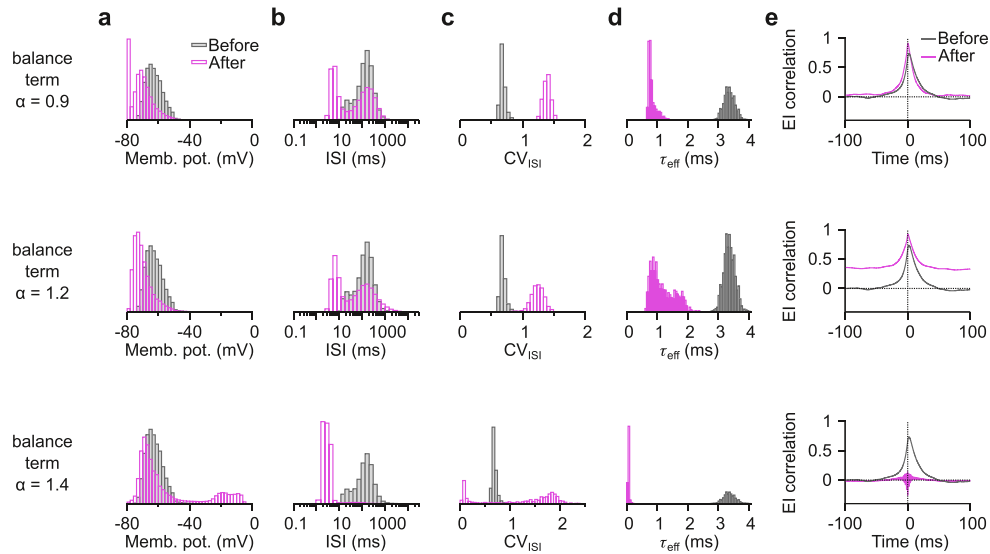 a b c d e
balance
term
α = 0.9
Before
After
-80 -40 0
Memb. pot. (mV)
0.1 10 1000
ISI (ms)
0 1 2
CVISI
0 1 2 3 4
τeff (ms)
EI correlation
1
0.5
0
Before
After
-100 0 100
Time (ms)
balance
term
α = 1.2
-80 -40 0
Memb. pot. (mV)
0.1 10 1000
ISI (ms)
0 1 2
CVISI
0 1 2 3 4
τeff (ms)
EI correlation
1
0.5
0
-100 0 100
Time (ms)
balance
term
α = 1.4
-80 -40 0
Memb. pot. (mV)
0.1 10 1000
ISI (ms)
0 1 2
CVISI
0 1 2 3 4
τeff (ms)
EI correlation
1
0.5
0
-100 0 100
Time (ms)